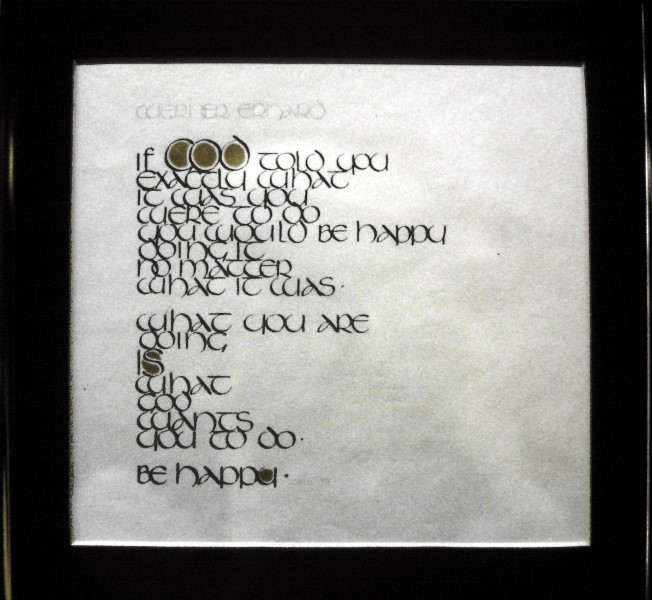 WERNER ERHARD
IF GOD TOLD YOU
EXACTLY WHAT
IT WAS YOU
WERE TO DO
YOU WOULD BE HAPPY
DOING IT
NO MATTER
WHAT IT WAS.
WHAT YOU ARE
DOING
IS
WHAT
GOD
WANTS
YOU TO DO.
BE HAPPY.